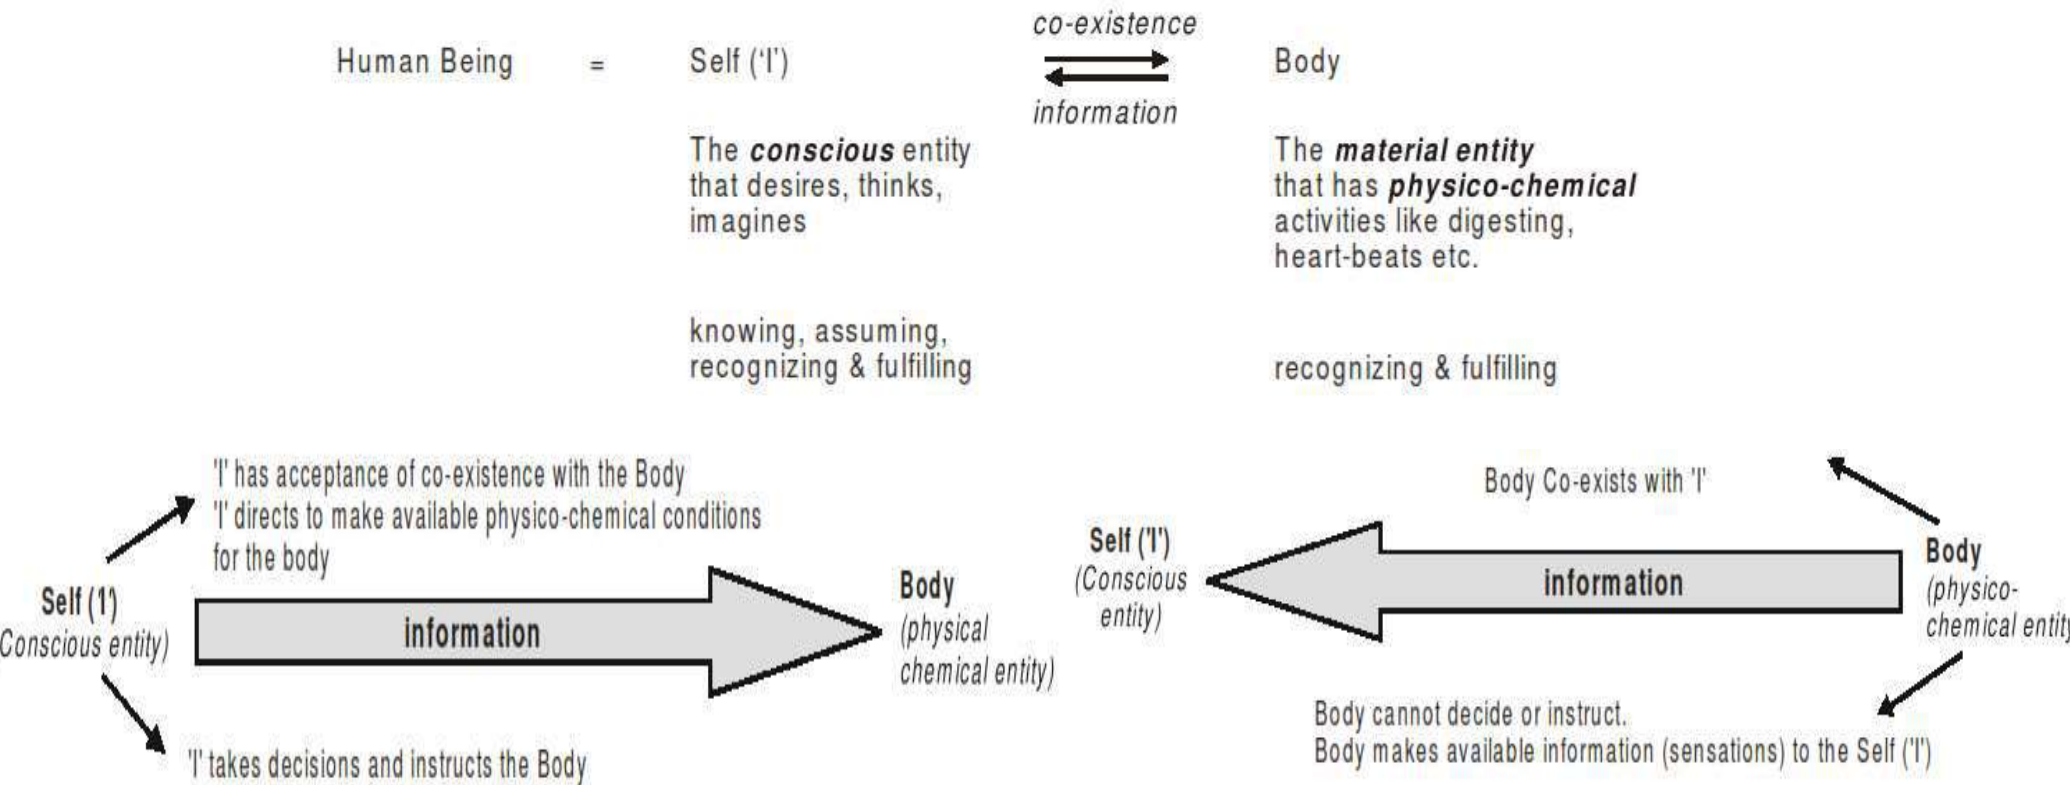 co-existence
Human Being = Self (‘I’) Body
information
The conscious entity
that desires, thinks,
imagines
The material entity
that has physico-chemical
activities like digesting,
heart-beats etc.
knowing, assuming,
recognizing & fulfilling
recognizing & fulfilling
'I' has acceptance of co-existence with the Body
'I' directs to make available physico-chemical conditions
for the body
Self ('I')
(Conscious entity)
information
Body
(physical
chemical entity)
'I' takes decisions and instructs the Body
Body Co-exists with 'I'
Self ('I')
(Conscious
entity)
information
Body
(physico-
chemical entity
Body cannot decide or instruct.
Body makes available information (sensations) to the Self ('I')